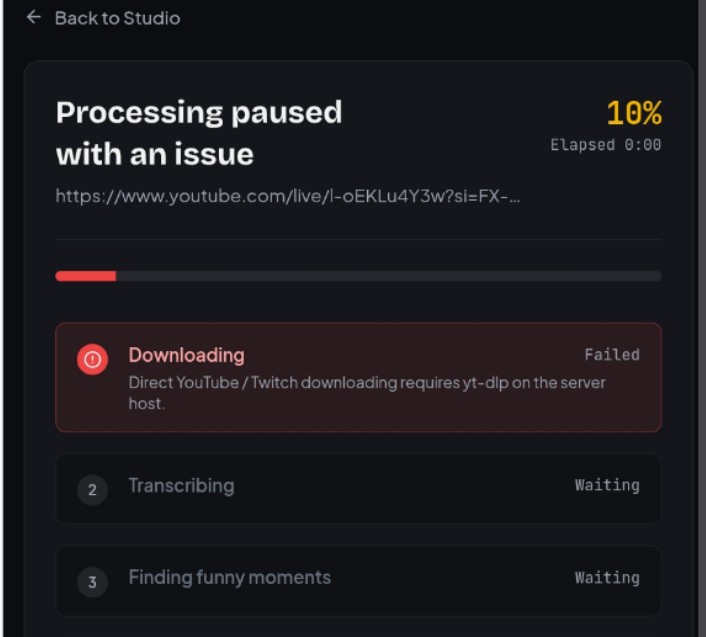 Back to Studio
Processing paused
with an issue
10%
Elapsed 0:00
https://www.youtube.com/live/l-oEKLu4Y3w?si=FX-...
Downloading
Failed
Direct YouTube / Twitch downloading requires yt-dlp on the server
host.
2
Transcribing
Waiting
3
Finding funny moments
Waiting